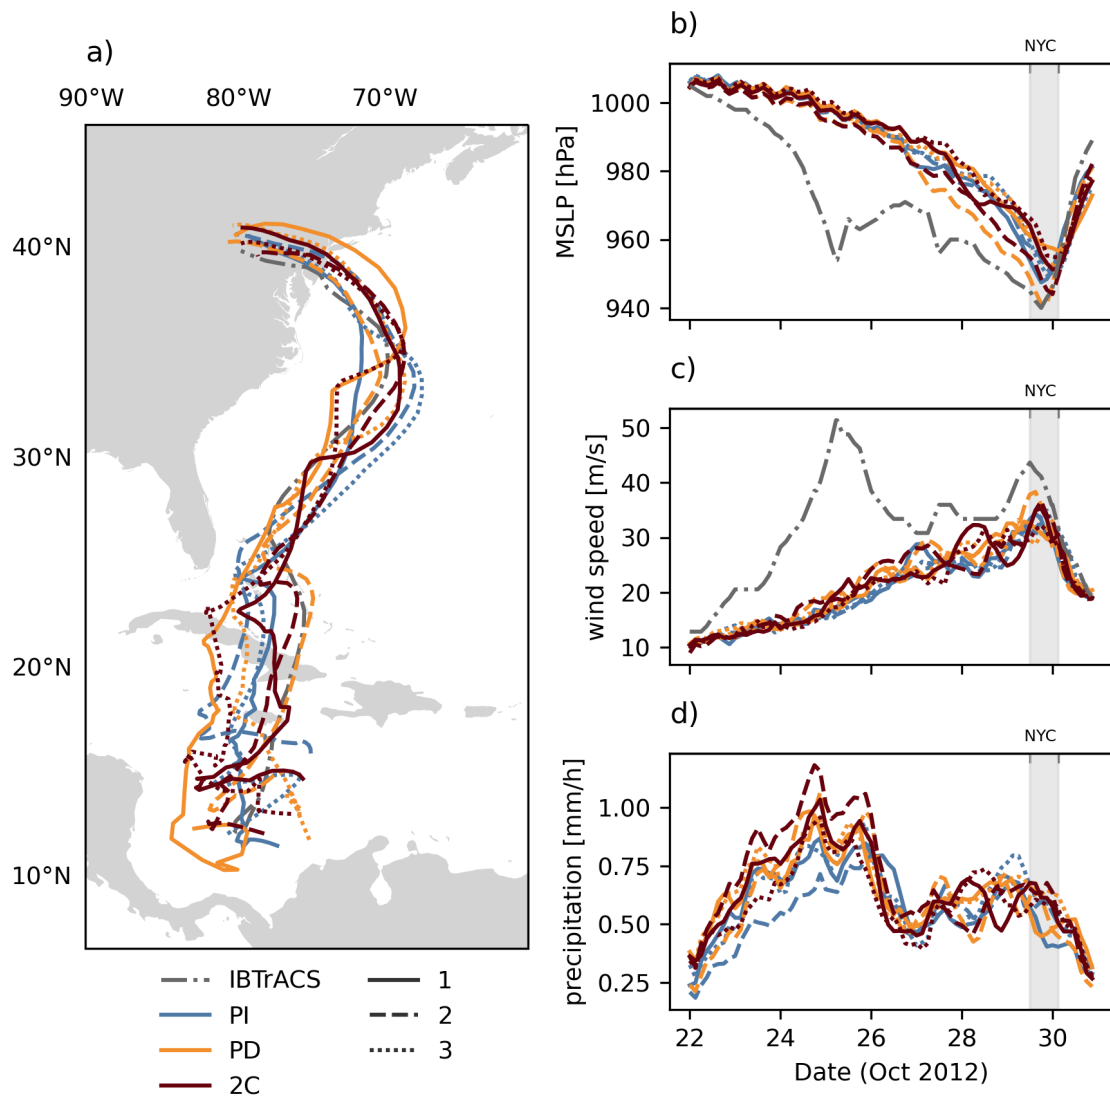 a)
90°W 80°W 70°W
40°N
30°N
20°N
10°N
IBTrACS
PI
PD
2C
1
2
3
b)
NYC
MSLP [hPa]
1000
980
960
940
c)
NYC
wind speed [m/s]
50
40
30
20
10
d)
NYC
precipitation [mm/h]
1.00
0.75
0.50
0.25
22 24 26 28 30
Date (Oct 2012)